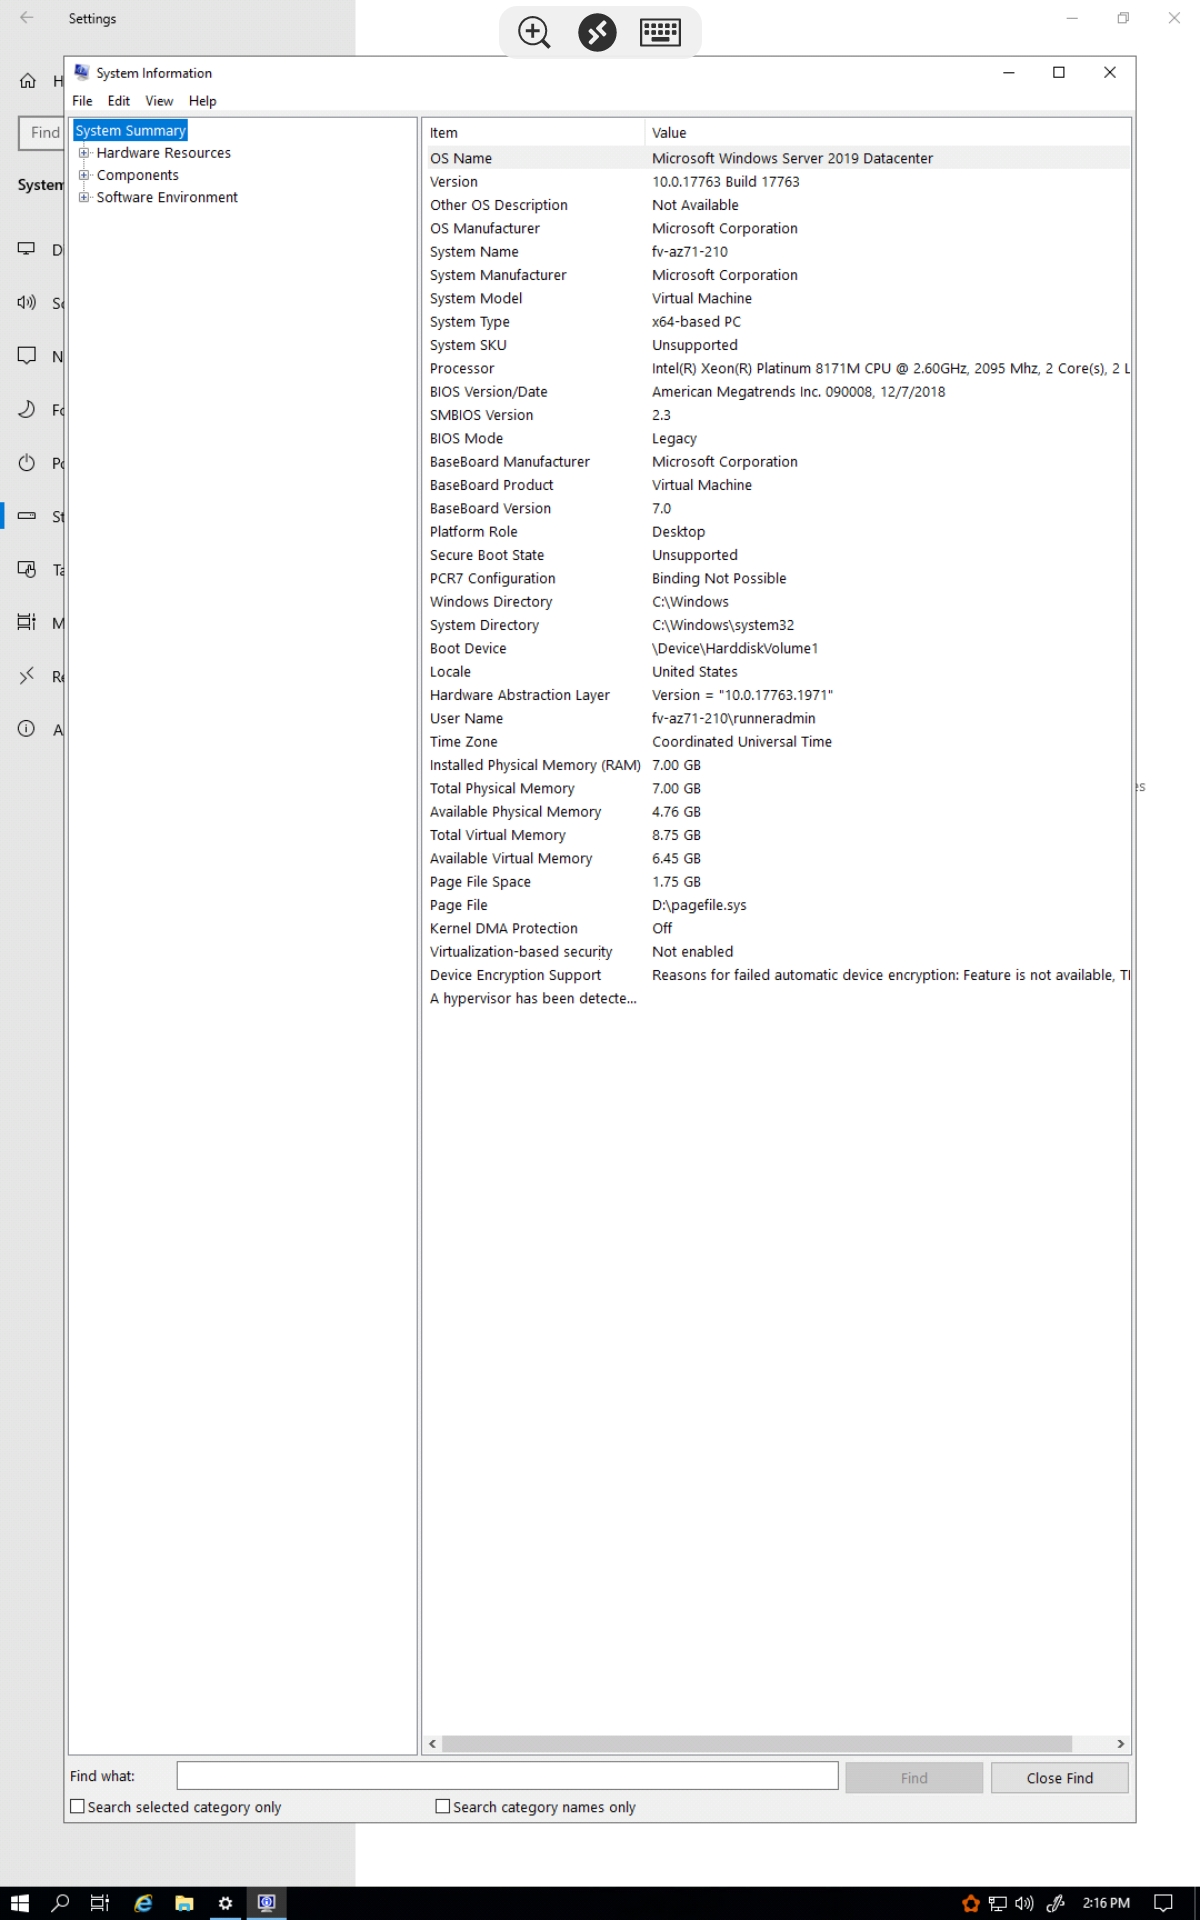 Settings
System Information
File Edit View Help
Find
System
System Summary
Hardware Resources
Components
Software Environment
Item Value
OS Name Microsoft Windows Server 2019 Datacenter
Version 10.0.17763 Build 17763
Other OS Description Not Available
OS Manufacturer Microsoft Corporation
System Name fv-az71-210
System Manufacturer Microsoft Corporation
System Model Virtual Machine
System Type x64-based PC
System SKU Unsupported
Processor Intel(R) Xeon(R) Platinum 8171M CPU @ 2.60GHz, 2095 Mhz, 2 Core(s), 2 L
BIOS Version/Date American Megatrends Inc. 090008, 12/7/2018
SMBIOS Version 2.3
BIOS Mode Legacy
BaseBoard Manufacturer Microsoft Corporation
BaseBoard Product Virtual Machine
BaseBoard Version 7.0
Platform Role Desktop
Secure Boot State Unsupported
PCR7 Configuration Binding Not Possible
Windows Directory C:\Windows
System Directory C:\Windows\system32
Boot Device \Device\HarddiskVolume1
Locale United States
Hardware Abstraction Layer Version = "10.0.17763.1971"
User Name fv-az71-210\runneradmin
Time Zone Coordinated Universal Time
Installed Physical Memory (RAM) 7.00 GB
Total Physical Memory 7.00 GB
Available Physical Memory 4.76 GB
Total Virtual Memory 8.75 GB
Available Virtual Memory 6.45 GB
Page File Space 1.75 GB
Page File D:\pagefile.sys
Kernel DMA Protection Off
Virtualization-based security Not enabled
Device Encryption Support Reasons for failed automatic device encryption: Feature is not available,
A hypervisor has been detecte...
Find what: Find Close Find
Search selected category only Search category names only
2:16 PM